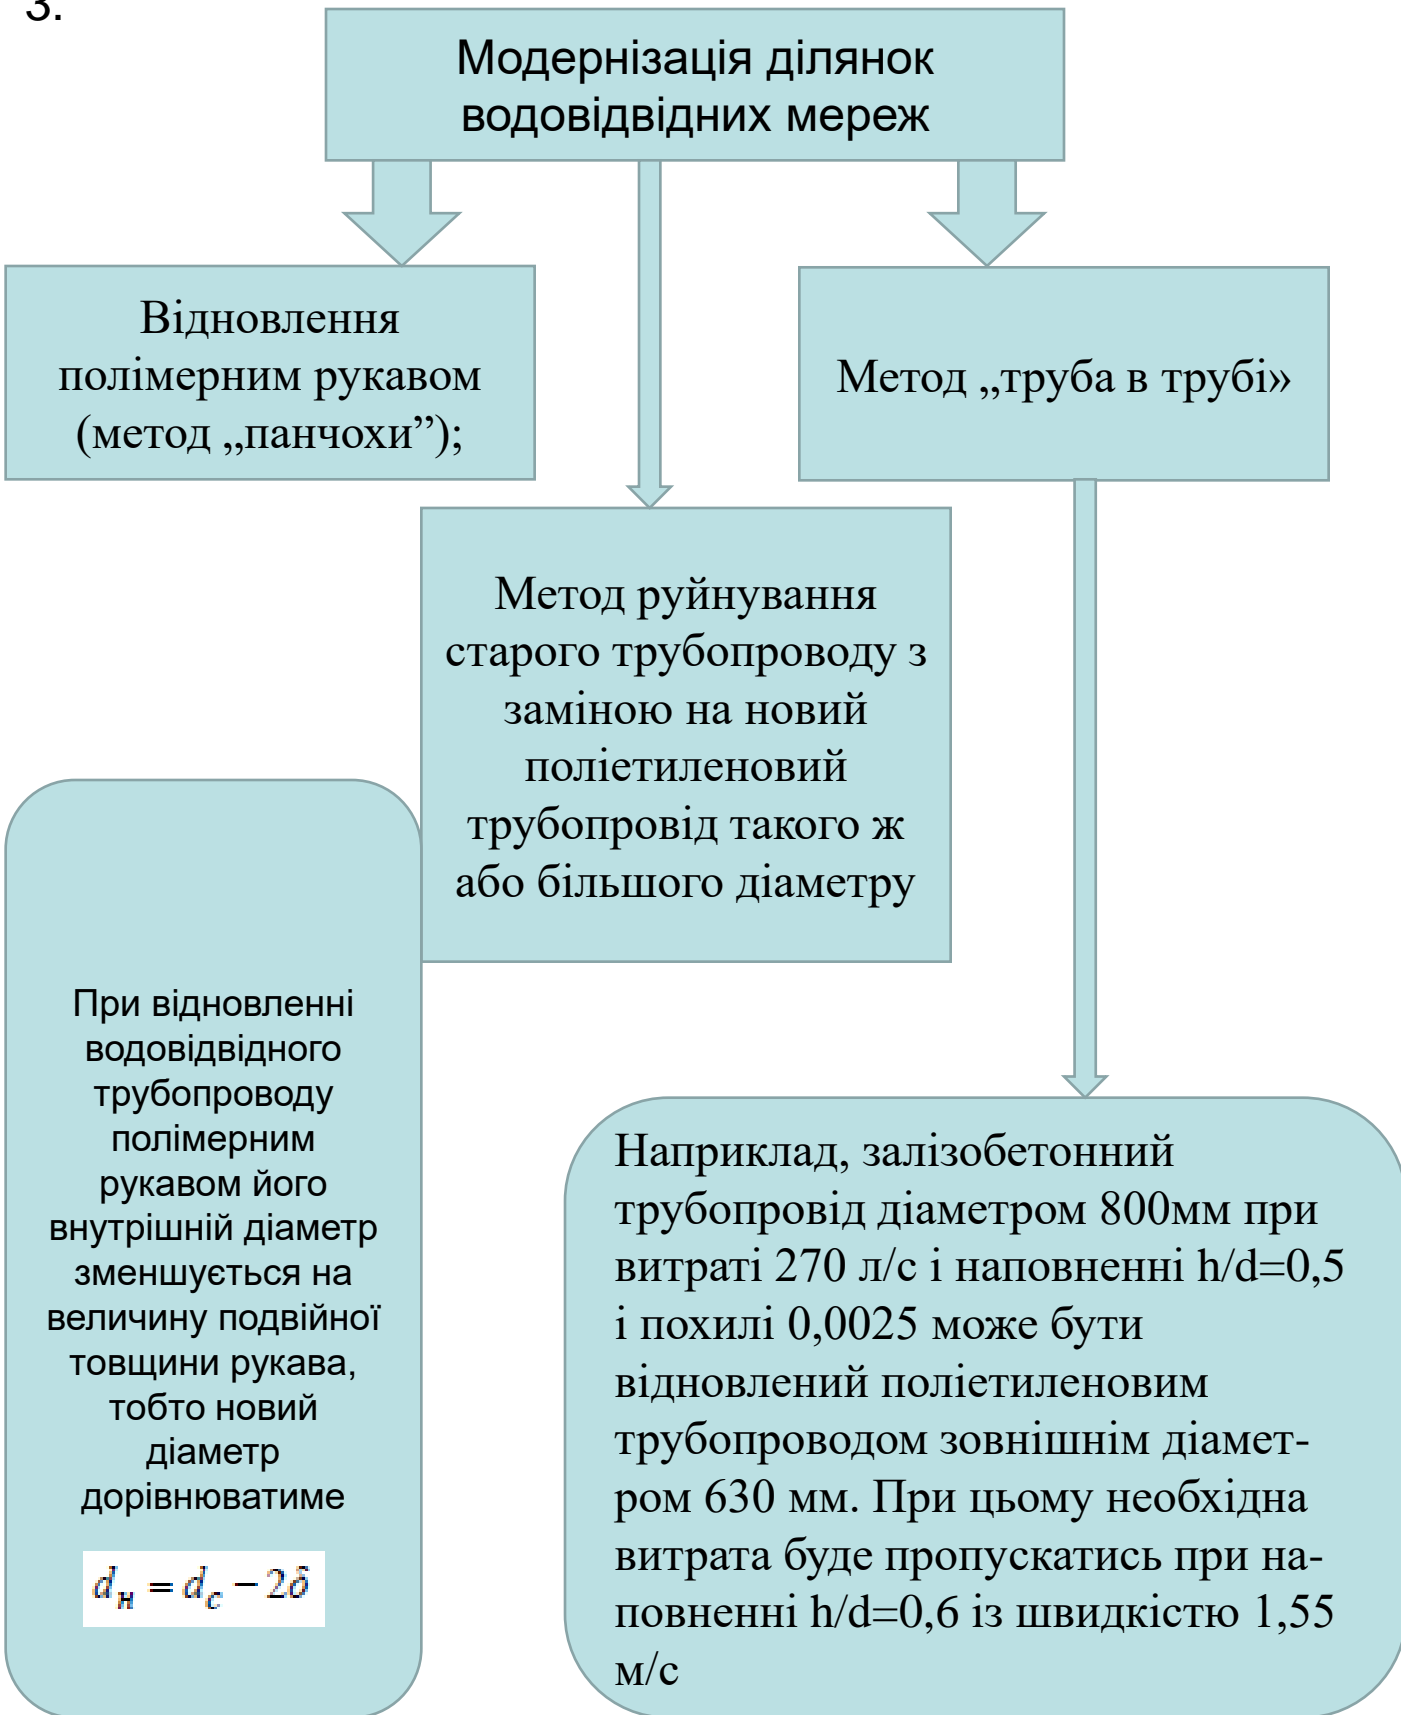 3.
Модернізація ділянок
водовідвідних мереж
Відновлення
полімерним рукавом
(метод „панчохи”);
Метод „труба в трубі»
Метод руйнування
старого трубопроводу з
заміною на новий
поліетиленовий
трубопровід такого ж
або більшого діаметру
При відновленні
водовідвідного
трубопроводу
полімерним
рукавом його
внутрішній діаметр
зменшується на
величину подвійної
товщини рукава,
тобто новий
діаметр
дорівнюватиме
dн = dс − 2δ
Наприклад, залізобетонний
трубопровід діаметром 800мм при
витраті 270 л/с і наповненні h/d=0,5
і похилі 0,0025 може бути
відновлений поліетиленовим
трубопроводом зовнішнім діамет-
ром 630 мм. При цьому необхідна
витрата буде пропускатись при на-
повненні h/d=0,6 із швидкістю 1,55
м/с